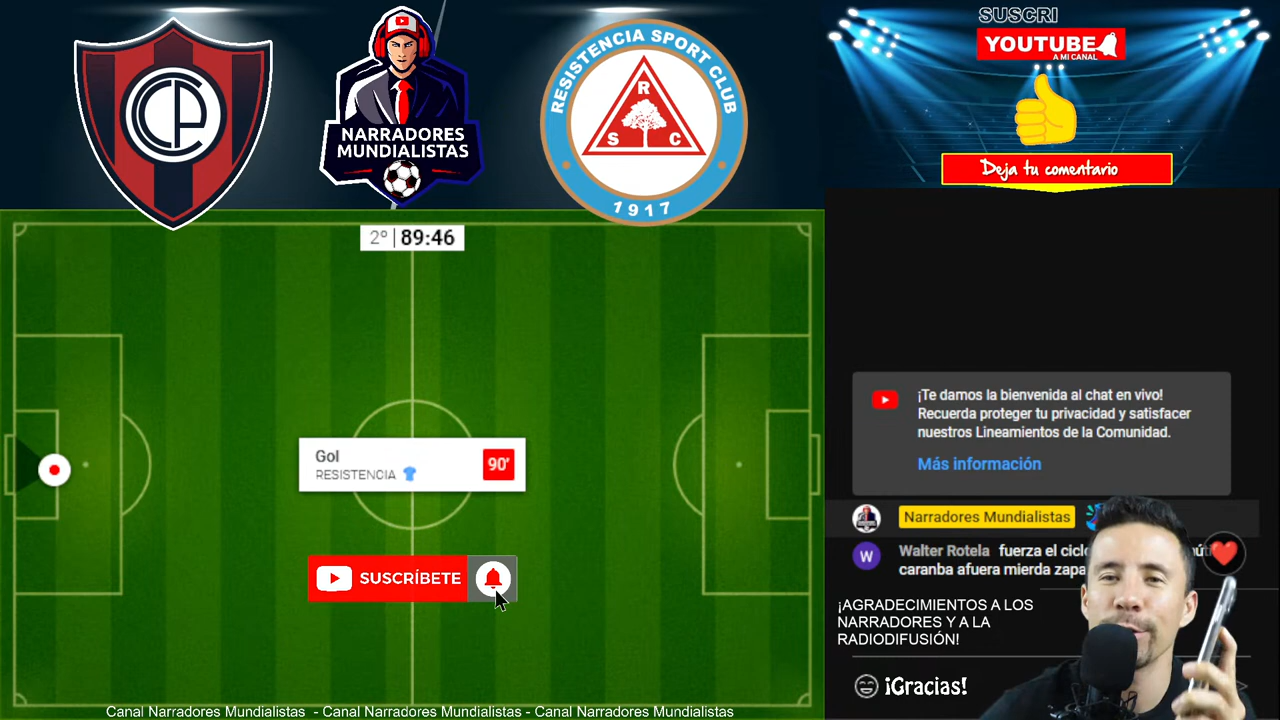 CCP
NARRADORES
MUNDIALISTAS
RESISTENCIA SPORT CLUB
R
S C
1917
SUSCRI
YOUTUBE
A MI CANAL
Deja tu comentario
2º | 89:46
Gol
RESISTENCIA
90'
SUSCRÍBETE
¡Te damos la bienvenida al chat en vivo!
Recuerda proteger tu privacidad y satisfacer
nuestros Lineamientos de la Comunidad.
Más información
Narradores Mundialistas
W
Walter Rotela fuerza el ciclo
caranba afuera mierda zapa
¡AGRADECIMIENTOS A LOS
NARRADORES Y A LA
RADIODIFUSIÓN!
¡Gracias!
Canal Narradores Mundialistas - Canal Narradores Mundialistas - Canal Narradores Mundialistas